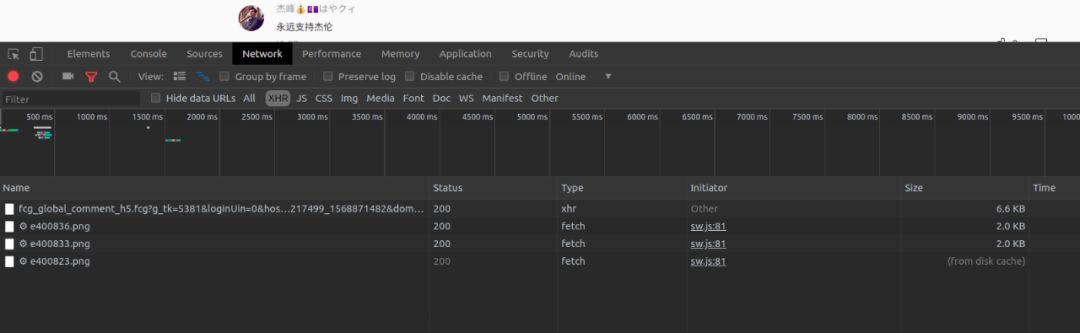 杰峰💰💷はやクィ
永远支持杰伦
Elements Console Sources Network Performance Memory Application Security Audits
View: Group by frame Preserve log Disable cache Offline Online ▼
Filter Hide data URLs All XHR JS CSS Img Media Font Doc WS Manifest Other
500 ms 1000 ms 1500 ms 2000 ms 2500 ms 3000 ms 3500 ms 4000 ms 4500 ms 5000 ms 5500 ms 6000 ms 6500 ms 7000 ms 7500 ms 8000 ms 8500 ms 9000 ms 9500 ms 1000
Name Status Type Initiator Size Time
fcg_global_comment_h5.fcg?g_tk=5381&loginUin=0&hos...217499_1568871482&dom... 200 xhr Other 6.6 KB
e400836.png 200 fetch sw.js:81 2.0 KB
e400833.png 200 fetch sw.js:81 2.0 KB
e400823.png 200 fetch sw.js:81 (from disk cache)